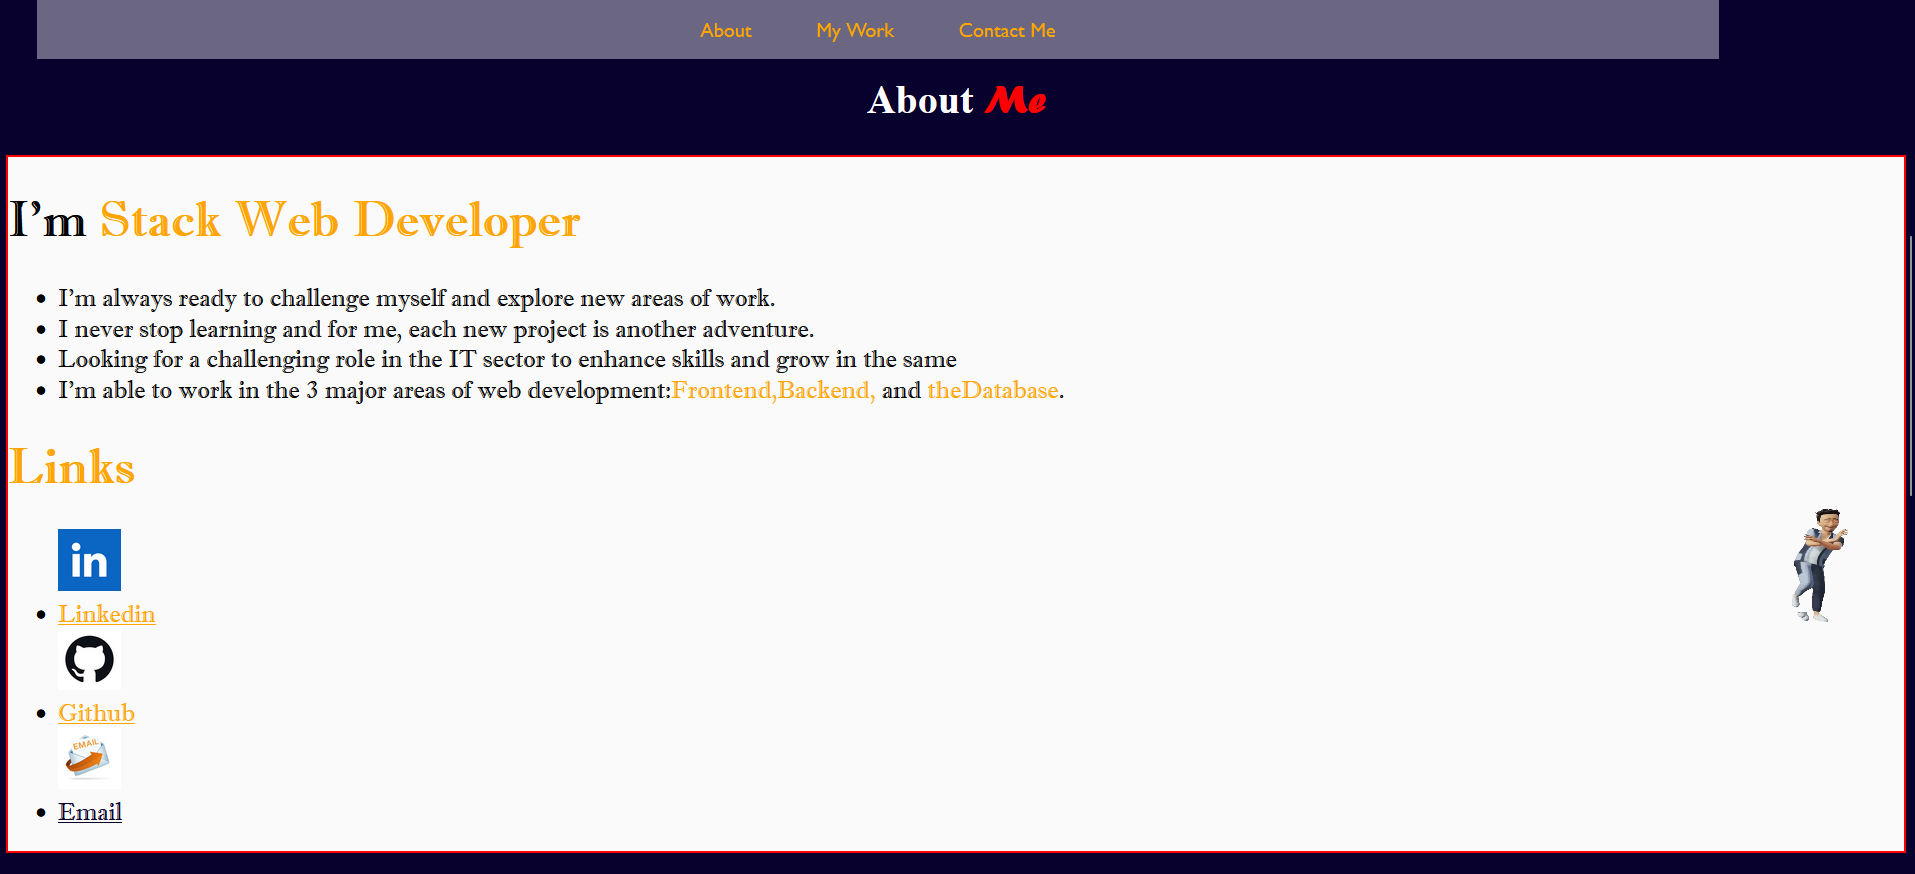 About My Work Contact Me
About Me
I'm Stack Web Developer
I'm always ready to challenge myself and explore new areas of work.
I never stop learning and for me, each new project is another adventure.
Looking for a challenging role in the IT sector to enhance skills and grow in the same
I'm able to work in the 3 major areas of web development:Frontend,Backend, and theDatabase.
Links
in
Linkedin
Github
EMAIL
Email